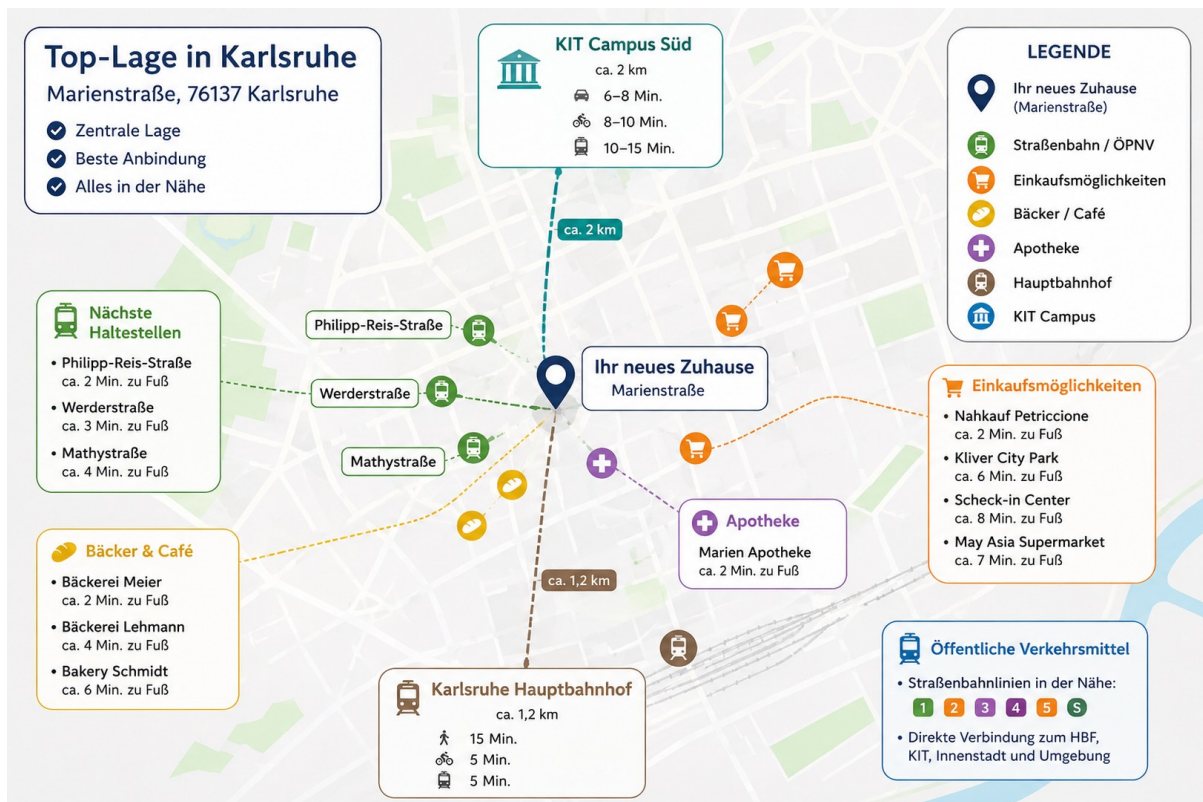 Top-Lage in Karlsruhe
Marienstraße, 76137 Karlsruhe
Zentrale Lage
Beste Anbindung
Alles in der Nähe
KIT Campus Süd
ca. 2 km
6–8 Min.
8–10 Min.
10–15 Min.
ca. 2 km
LEGENDE
Ihr neues Zuhause
(Marienstraße)
Straßenbahn / ÖPNV
Einkaufsmöglichkeiten
Bäcker / Café
Apotheke
Hauptbahnhof
KIT Campus
Nächste
Haltestellen
• Philipp-Reis-Straße
ca. 2 Min. zu Fuß
• Werderstraße
ca. 3 Min. zu Fuß
• Mathystraße
ca. 4 Min. zu Fuß
Philipp-Reis-Straße
Werderstraße
Mathystraße
Ihr neues Zuhause
Marienstraße
Einkaufsmöglichkeiten
• Nahkauf Petriccione
ca. 2 Min. zu Fuß
• Kliver City Park
ca. 6 Min. zu Fuß
• Scheck-in Center
ca. 8 Min. zu Fuß
• May Asia Supermarket
ca. 7 Min. zu Fuß
Apotheke
Marien Apotheke
ca. 2 Min. zu Fuß
Bäcker & Café
• Bäckerei Meier
ca. 2 Min. zu Fuß
• Bäckerei Lehmann
ca. 4 Min. zu Fuß
• Bakery Schmidt
ca. 6 Min. zu Fuß
ca. 1,2 km
Karlsruhe Hauptbahnhof
ca. 1,2 km
15 Min.
5 Min.
5 Min.
Öffentliche Verkehrsmittel
• Straßenbahnlinien in der Nähe:
1 2 3 4 5 S
• Direkte Verbindung zum HBF,
KIT, Innenstadt und Umgebung